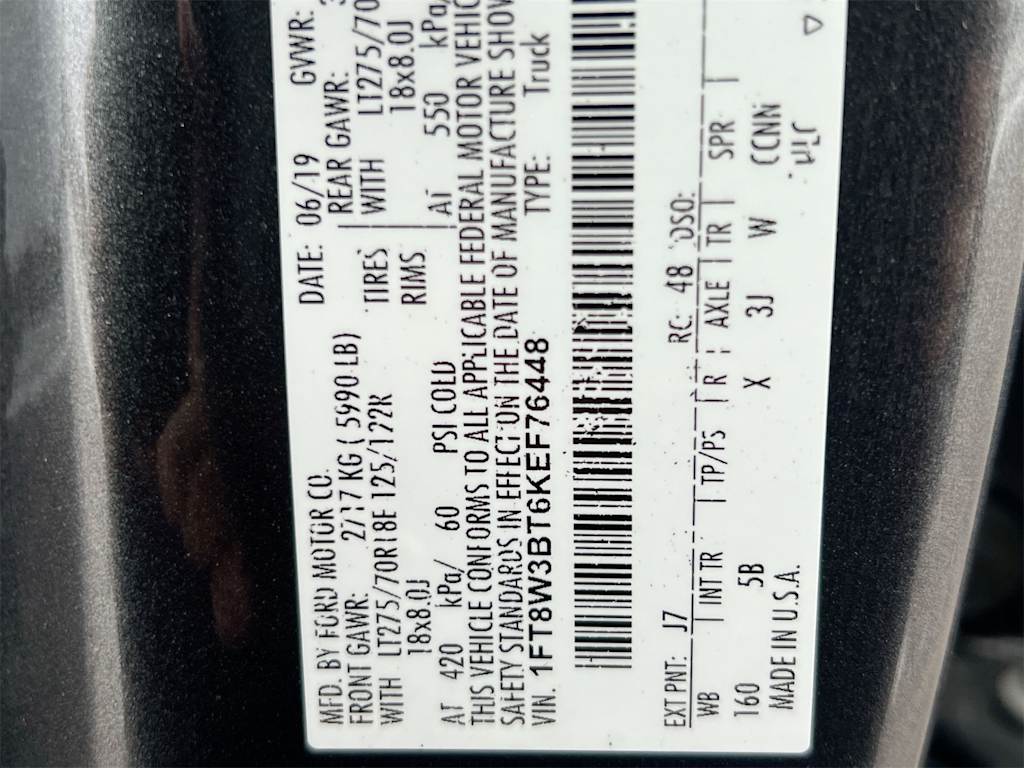 MFD. BY FORD MOTOR CO. DATE: 06/19 GVWR:
FRONT GAWR: 2717 KG ( 5990 LB) REAR GAWR:
WITH LT275/70R18E 125/122R TIRES WITH LT275/70
18x8.0J RIMS 18x8.0J
AT 420 kPa/ 60 PSI COLD AT 550 kPa/
THIS VEHICLE CONFORMS TO ALL APPLICABLE FEDERAL MOTOR VEHIC
SAFETY STANDARDS IN EFFECT ON THE DATE OF MANUFACTURE SHOW
VIN: 1FT8W3BT6KEF76448 TYPE: Truck
EXT PNT: J7 RC: 48 DSO:
WB INT TR TP/PS R AXLE TR SPR
160 5B X 3J W CCNN
MADE IN U.S.A.